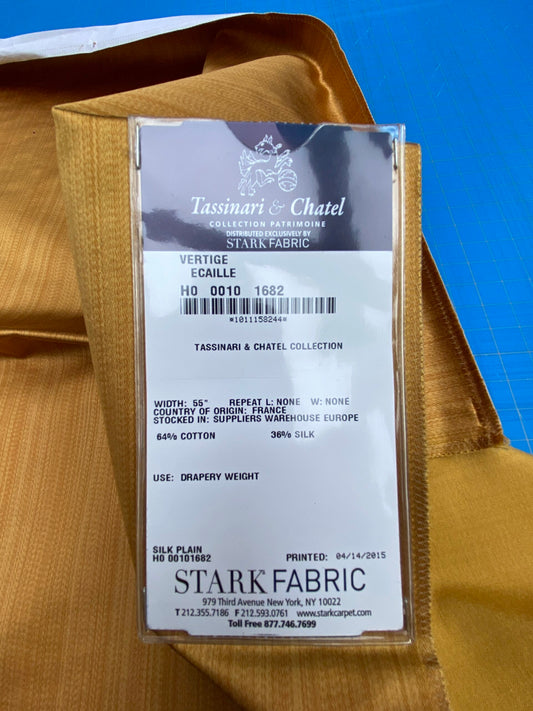 Tassinari & Chatel
COLLECTION PATRIMOINE
DISTRIBUTED EXCLUSIVELY BY
STARK FABRIC
VERTIGE
ECAILLE
H0 0010 1682
*1011158244*
TASSINARI & CHATEL COLLECTION
WIDTH: 55" REPEAT L: NONE W: NONE
COUNTRY OF ORIGIN: FRANCE
STOCKED IN: SUPPLIERS WAREHOUSE EUROPE
64% COTTON 36% SILK
USE: DRAPERY WEIGHT
SILK PLAIN
H0 00101682 PRINTED: 04/14/2015
STARK FABRIC
979 Third Avenue New York, NY 10022
T 212.355.7186 F 212.593.0761 www.starkcarpet.com
Toll Free 877.746.7699